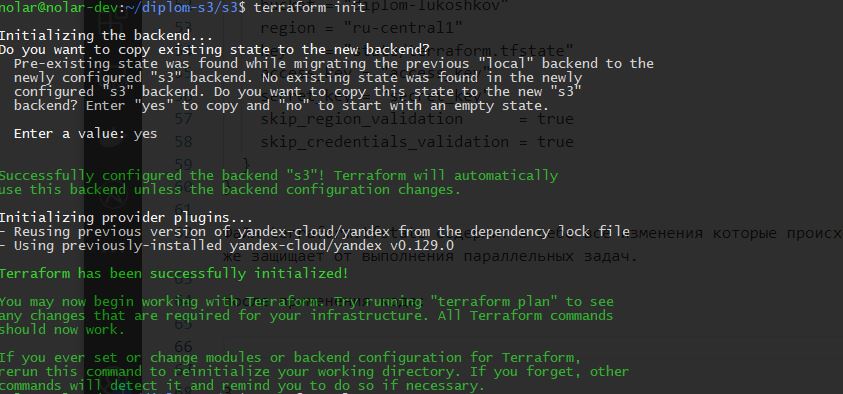 nolar@nolar-dev:~/diplom-s3/s3$ terraform init
diplom-lukoshkov"
region = "ru-central1"
Initializing the backend...
Do you want to copy existing state to the new backend?
Pre-existing state was found while migrating the previous "local" backend to the
newly configured "s3" backend. No existing state was found in the newly
configured "s3" backend. Do you want to copy this state to the new "s3"
backend? Enter "yes" to copy and "no" to start with an empty state.
Enter a value: yes
57 skip_region_validation = true
58 skip_credentials_validation = true
59 }
Successfully configured the backend "s3"! Terraform will automatically
use this backend unless the backend configuration changes.
61
Initializing provider plugins...
- Reusing previous version of yandex-cloud/yandex from the dependency lock file
- Using previously-installed yandex-cloud/yandex v0.129.0
изменения которые происх
же защищает от выполнения параллельных задач.
Terraform has been successfully initialized!
You may now begin working with Terraform. Try running "terraform plan" to see
any changes that are required for your infrastructure. All Terraform commands
should now work.
66
If you ever set or change modules or backend configuration for Terraform,
rerun this command to reinitialize your working directory. If you forget, other
commands will detect it and remind you to do so if necessary.